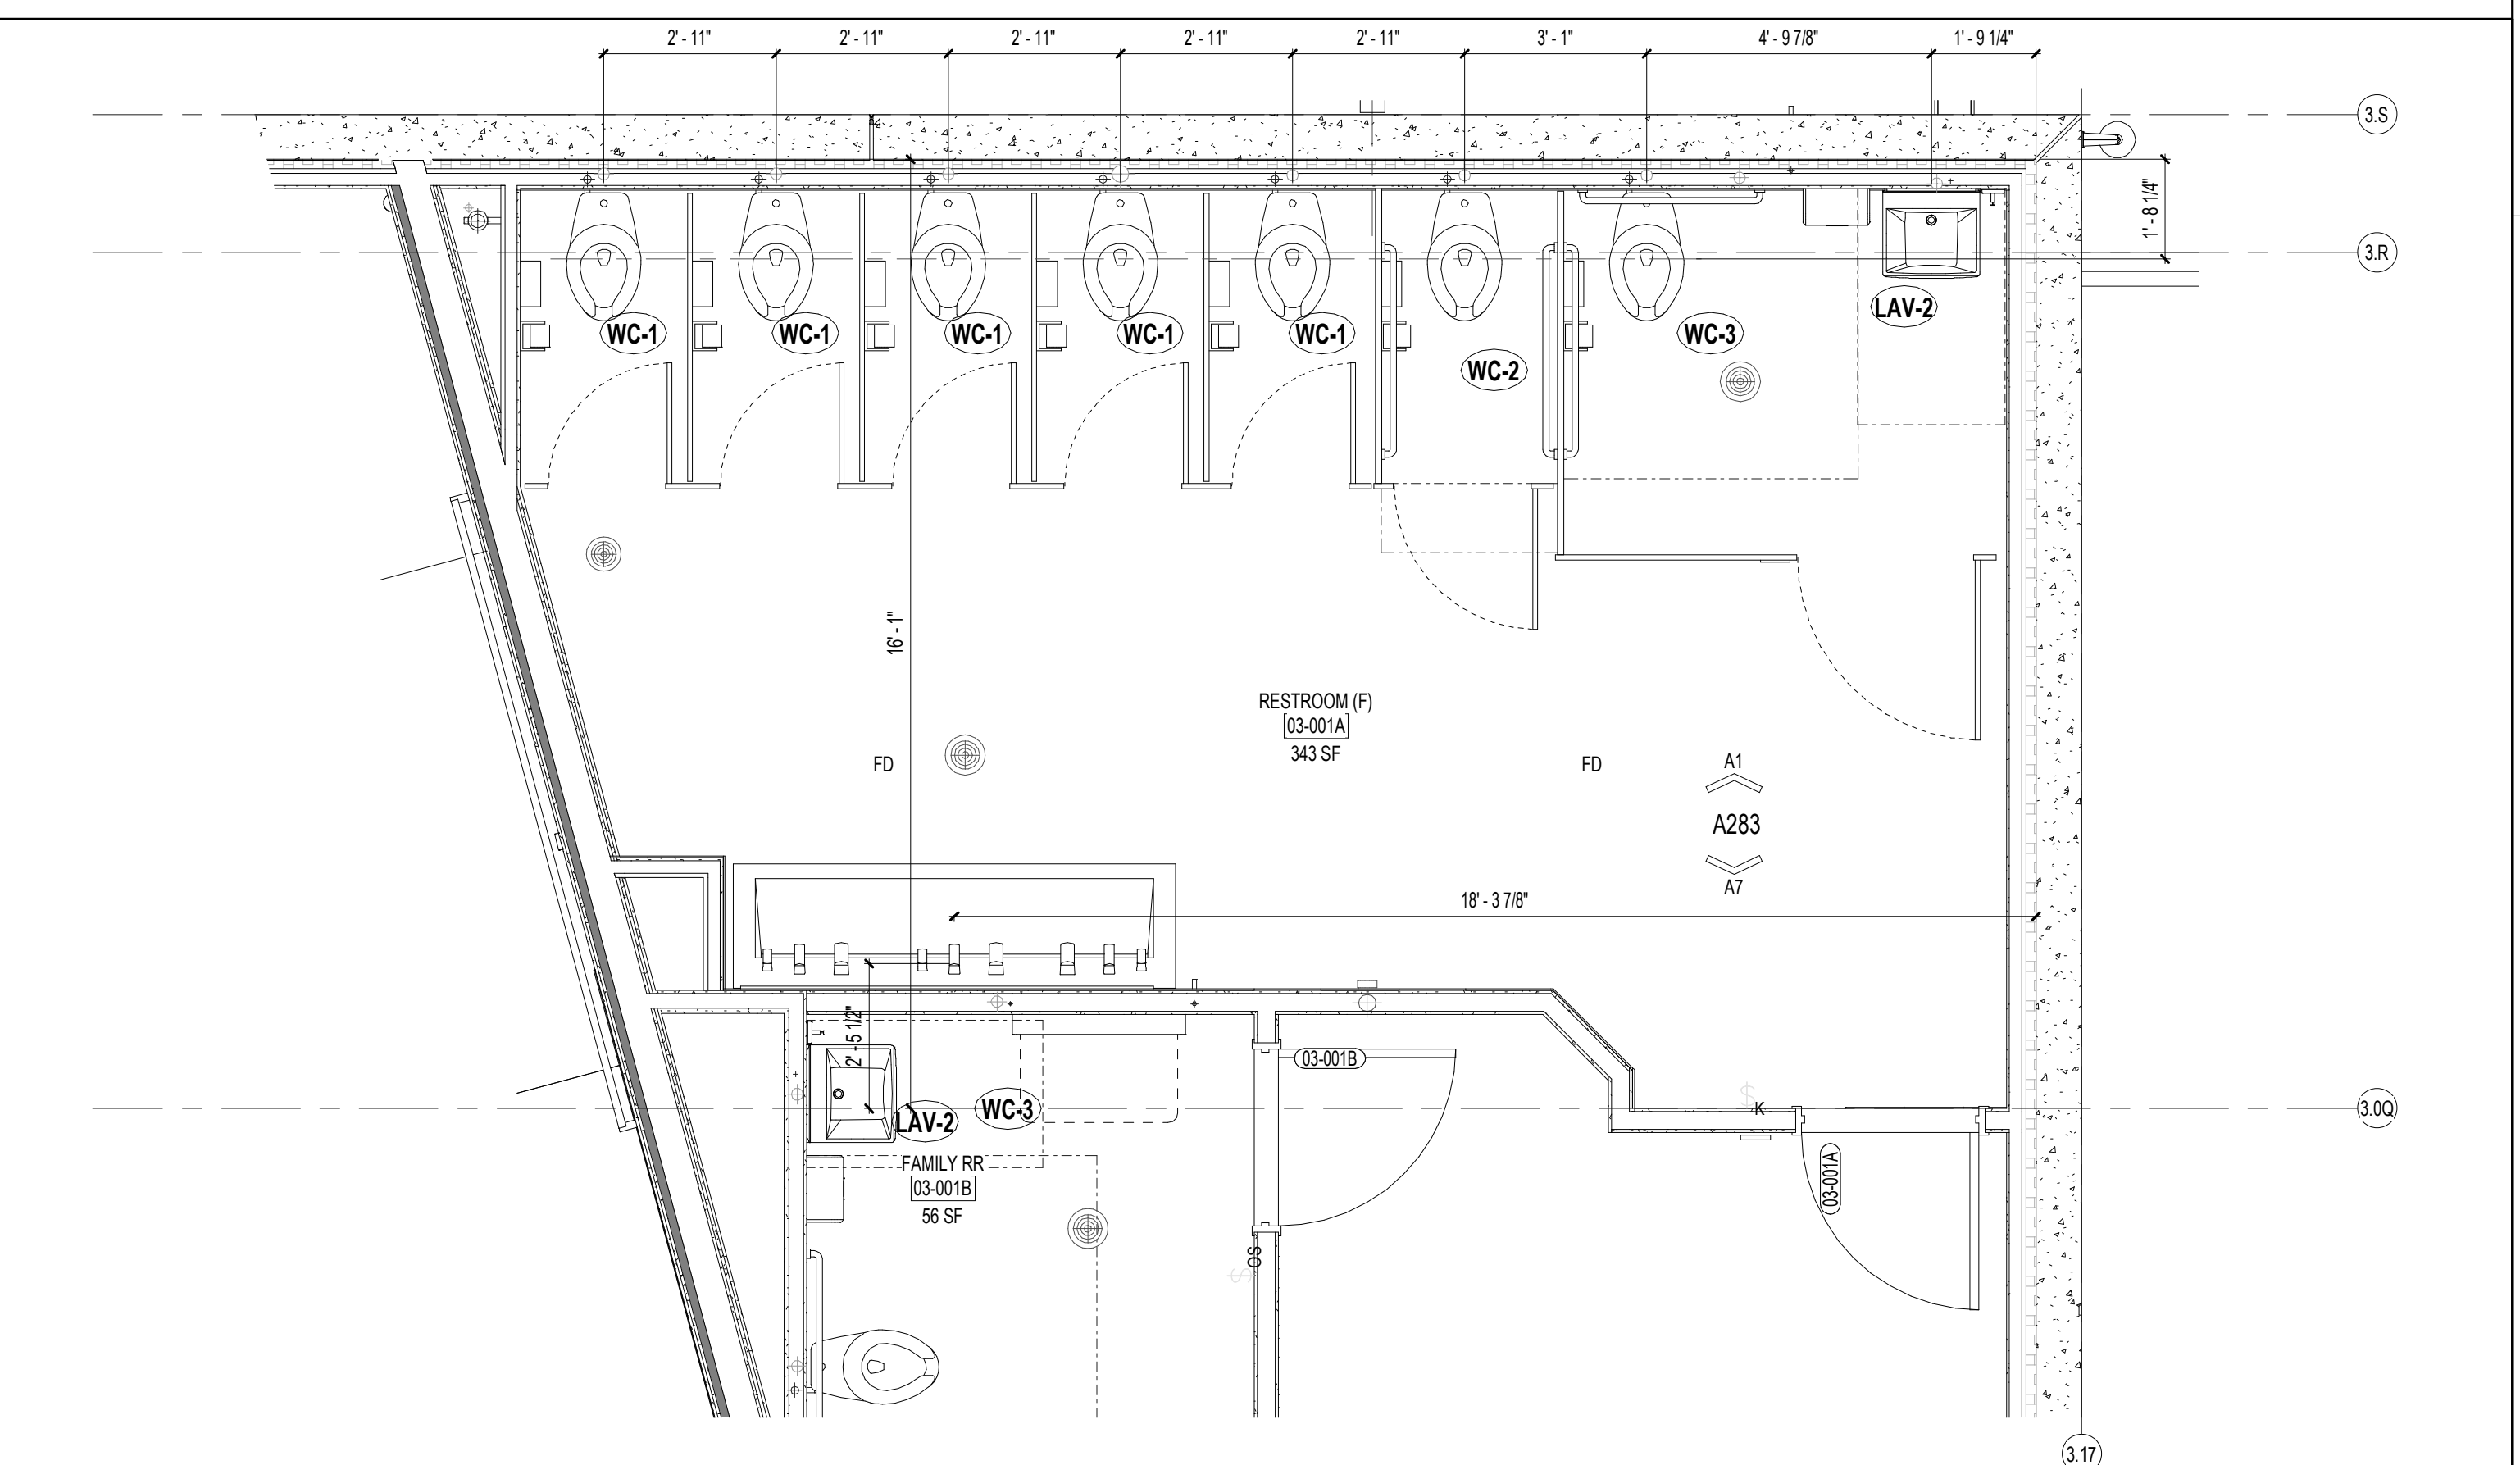 2' - 11" 2' - 11" 2' - 11" 2' - 11" 2' - 11" 3' - 1" 4' - 9 7/8" 1' - 9 1/4"
3.S
1' - 8 1/4"
3.R
LAV-2
WC-1 WC-1 WC-1 WC-1 WC-1 WC-3
WC-2
16' - 1"
RESTROOM (F)
03-001A
343 SF
FD FD A1
A283
A7
18' - 3 7/8"
2' - 5 1/2"
03-001B
$
K
WC-3
LAV-2
3.0Q
FAMILY RR
03-001B
56 SF
03-001A
OS
$
3.17